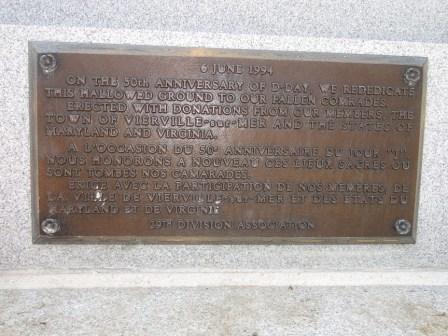 6 JUNE 1994
ON THE 50th ANNIVERSARY OF D-DAY, WE REDEDICATE
THIS HALLOWED GROUND TO OUR FALLEN COMRADES.
ERECTED WITH DONATIONS FROM OUR MEMBERS, THE
TOWN OF VIERVILLE-sur-MER AND THE STATES OF
MARYLAND AND VIRGINIA.
A L'OCCASION DU 50e ANNIVERSAIRE DU JOUR "J"
NOUS HONORONS A NOUVEAU CES LIEUX SACRES OU
SONT TOMBES NOS CAMARADES.
ERIGE AVEC LA PARTICIPATION DE NOS MEMBRES, DE
LA VILLE DE VIERVILLE-sur-MER ET DES ETATS DU
MARYLAND ET DE VIRGINIE
29TH DIVISION ASSOCIATION